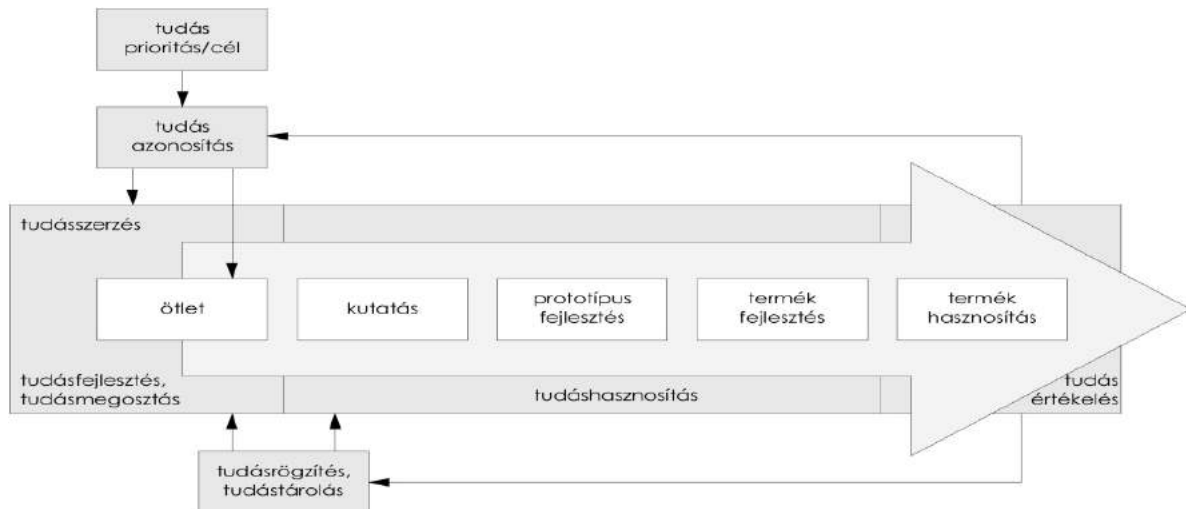 tudás
prioritás/cél
tudás
azonosítás
tudásszerzés
ötlet
kutatás
prototípus
fejlesztés
termék
fejlesztés
termék
hasznosítás
tudásfejlesztés,
tudásmegosztás
tudáshasznosítás
tudás
értékelés
tudásrögzítés,
tudástárolás